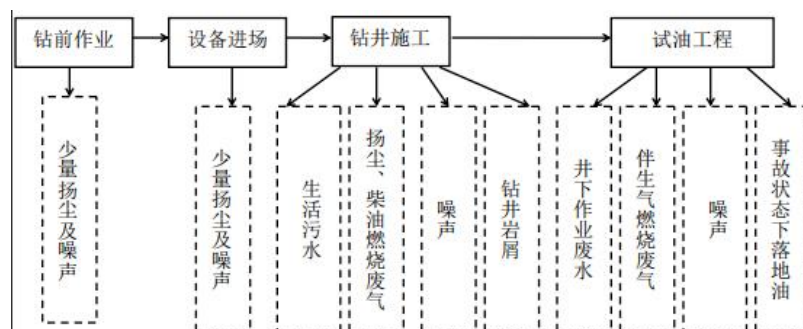 钻前作业
设备进场
钻井施工
试油工程
少量扬尘及噪声
少量扬尘及噪声
生活污水
扬尘、柴油燃烧废气
噪声
钻井岩屑
井下作业废水
伴生气燃烧废气
噪声
事故状态下落地油